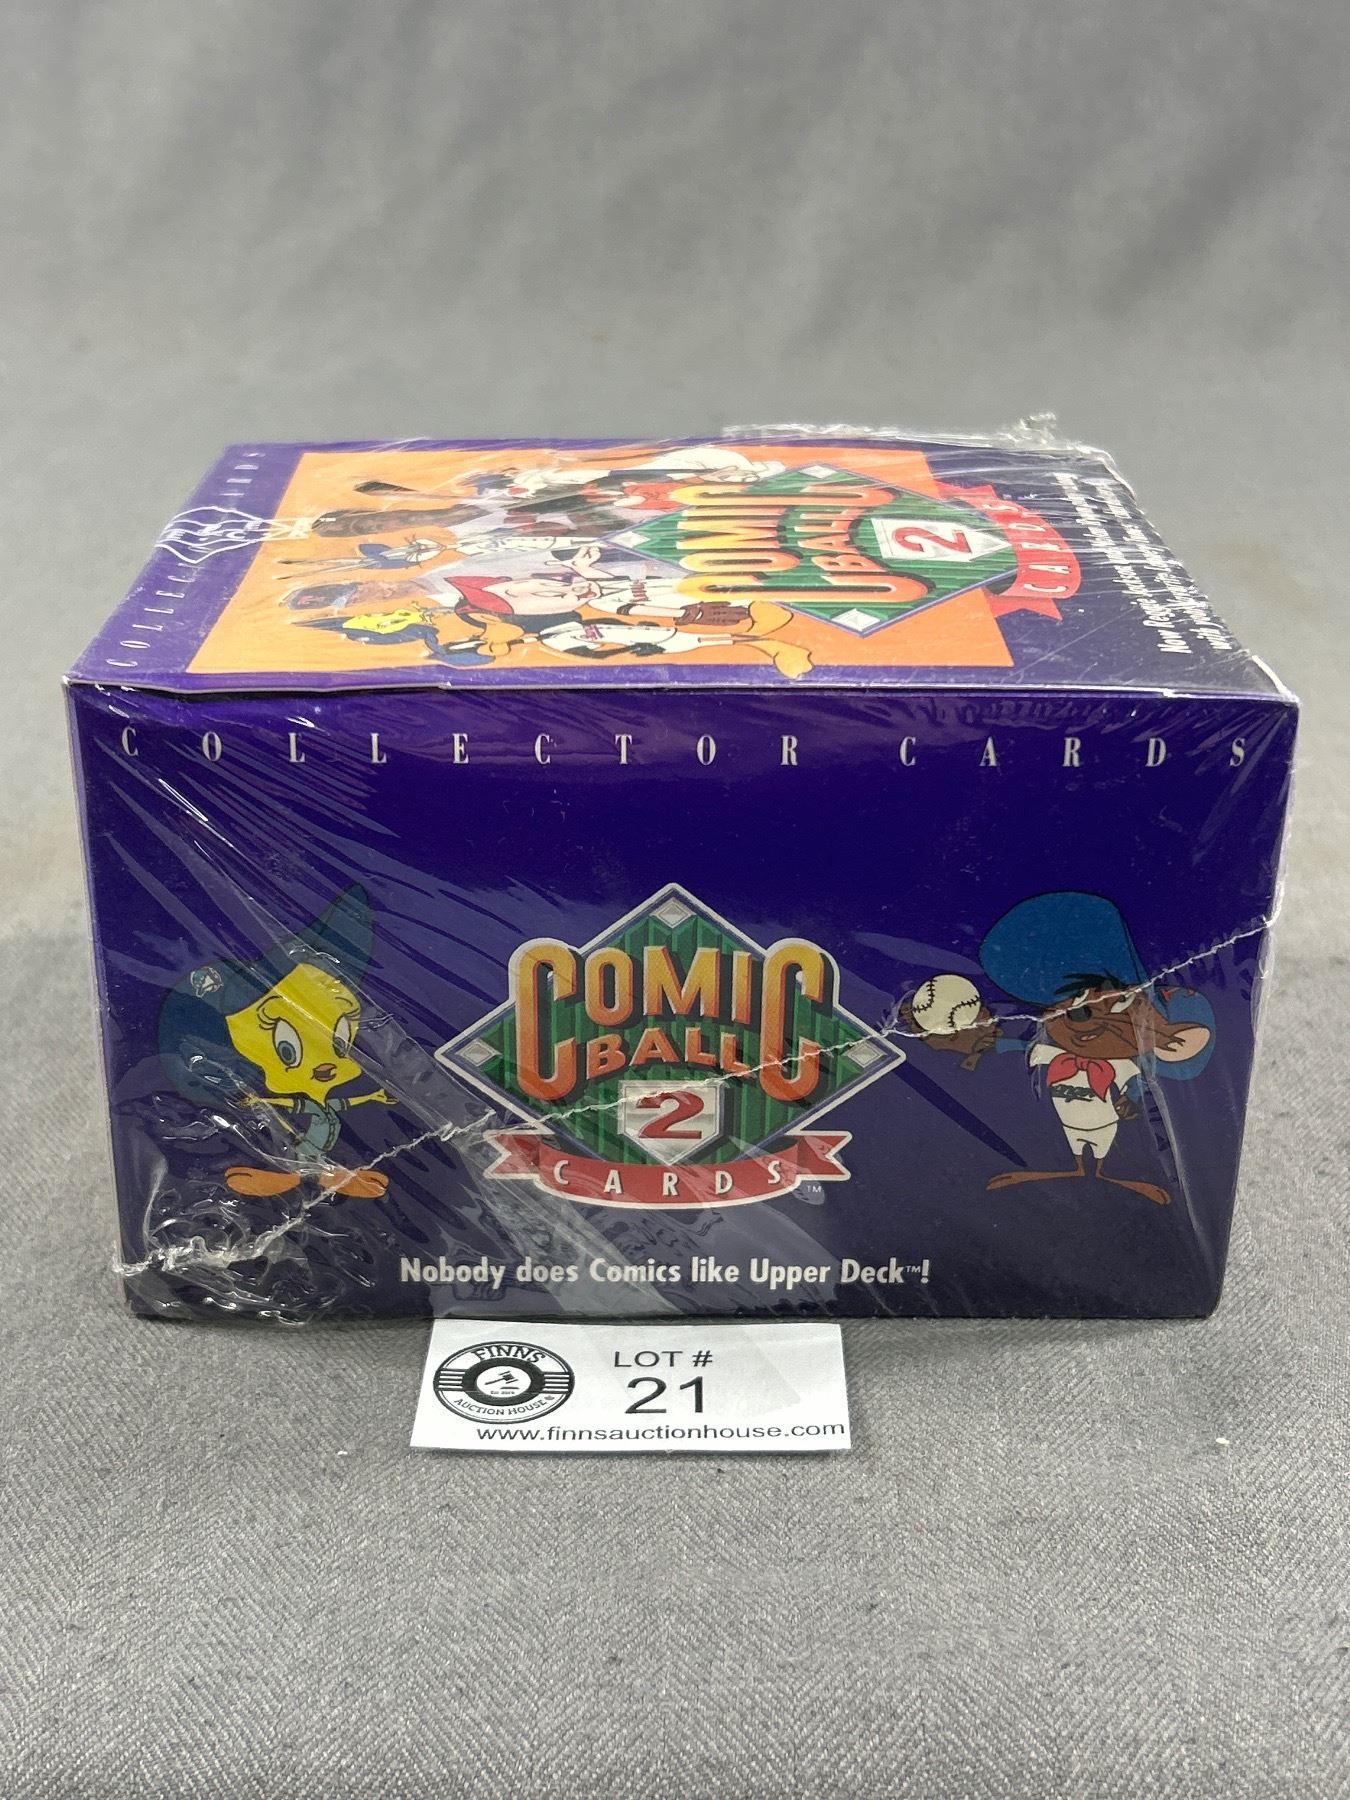 COLLECTOR CARDS
COMIC
BALL
2
CARDS
COLLECTOR CARDS
COMIC
BALL
2
CARDS™
Nobody does Comics like Upper Deck™!
FINNS
AUCTION HOUSE
LOT #
21
www.finnsauctionhouse.com